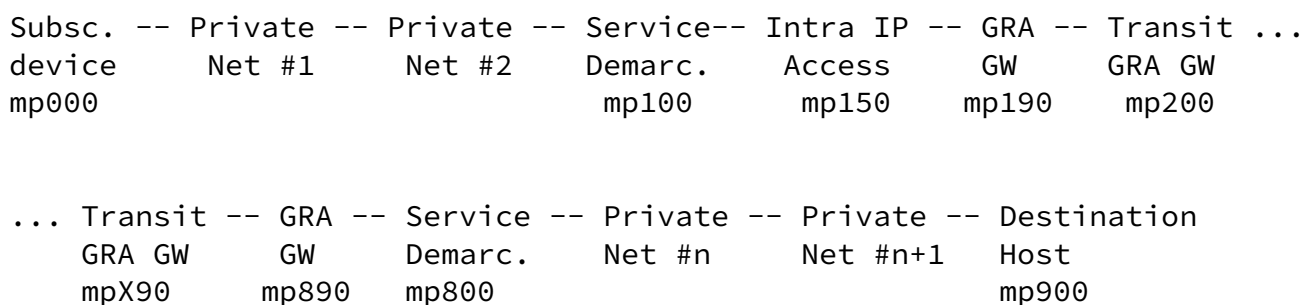 Subsc. -- Private -- Private -- Service-- Intra IP -- GRA -- Transit ...
device Net #1 Net #2 Demarc. Access GW GRA GW
mp000 mp100 mp150 mp190 mp200
... Transit -- GRA -- Service -- Private -- Private -- Destination
GRA GW GW Demarc. Net #n Net #n+1 Host
mpX90 mp890 mp800 mp900